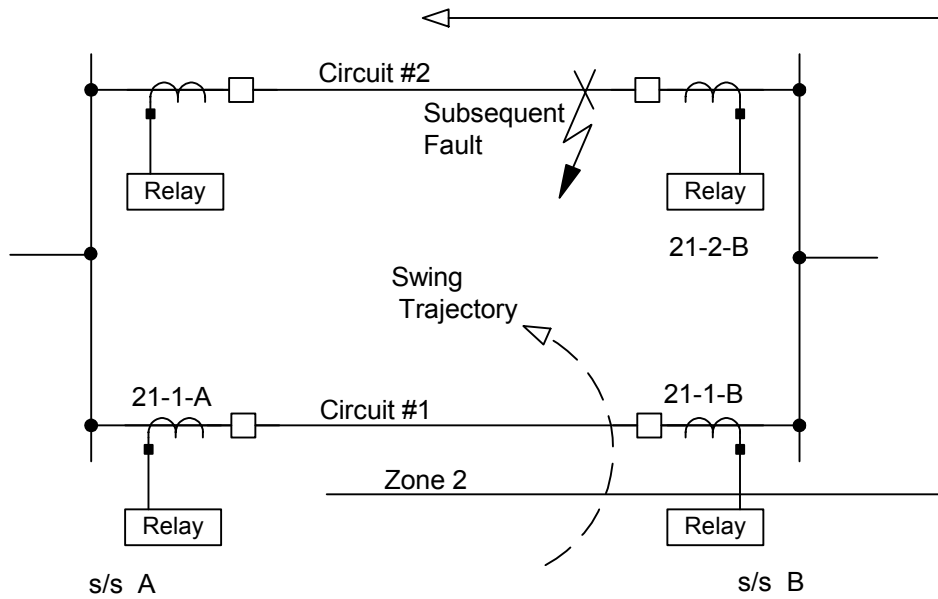 Circuit #2
Subsequent
Fault
Relay
Relay
21-2-B
Swing
Trajectory
21-1-A
21-1-B
Circuit #1
Zone 2
Relay
Relay
s/s A
s/s B